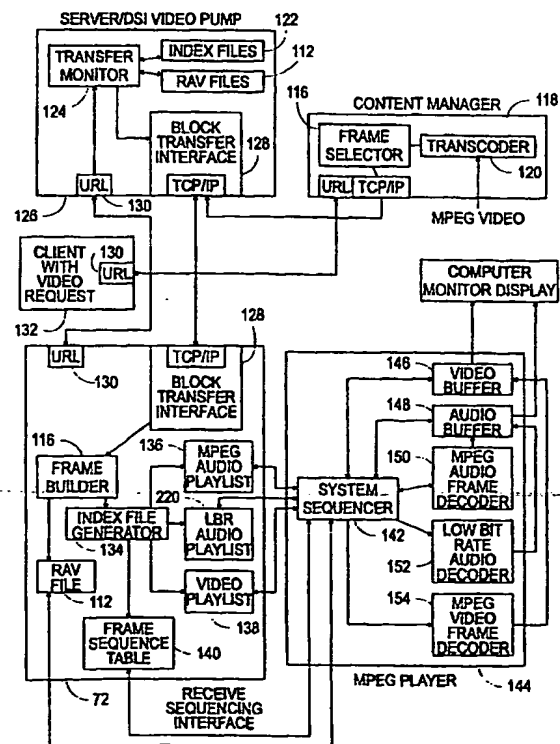 SERVER/DSI VIDEO PUMP
122
INDEX FILES
112
TRANSFER
MONITOR
RAV FILES
124
BLOCK
TRANSFER
INTERFACE
128
URL
TCP/IP
126
130
116
118
CONTENT MANAGER
FRAME
SELECTOR
TRANSCODER
120
URL
TCP/IP
MPEG VIDEO
CLIENT
WITH
VIDEO
REQUEST
130
URL
132
COMPUTER
MONITOR DISPLAY
128
URL
130
TCP/IP
BLOCK
TRANSFER
INTERFACE
116
FRAME
BUILDER
136
MPEG
AUDIO
PLAYLIST
220
INDEX FILE
GENERATOR
134
LBR
AUDIO
PLAYLIST
RAV
FILE
112
VIDEO
PLAYLIST
138
FRAME
SEQUENCE
TABLE
140
72
RECEIVE
SEQUENCING
INTERFACE
SYSTEM
SEQUENCER
142
146
VIDEO
BUFFER
148
AUDIO
BUFFER
150
MPEG
AUDIO
FRAME
DECODER
LOW BIT
RATE
AUDIO
DECODER
152
154
MPEG
VIDEO
FRAME
DECODER
MPEG PLAYER
144